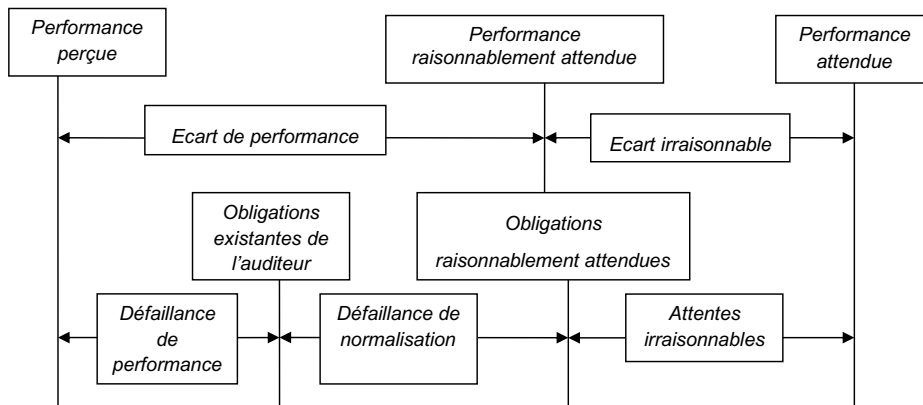 Performance
perçue
Performance
raisonnablement attendue
Performance
attendue
Ecart de performance
Ecart irraisonnable
Obligations
existantes de
l’auditeur
Obligations
raisonnablement attendues
Défaillance
de
performance
Défaillance de
normalisation
Attentes
irraisonnables